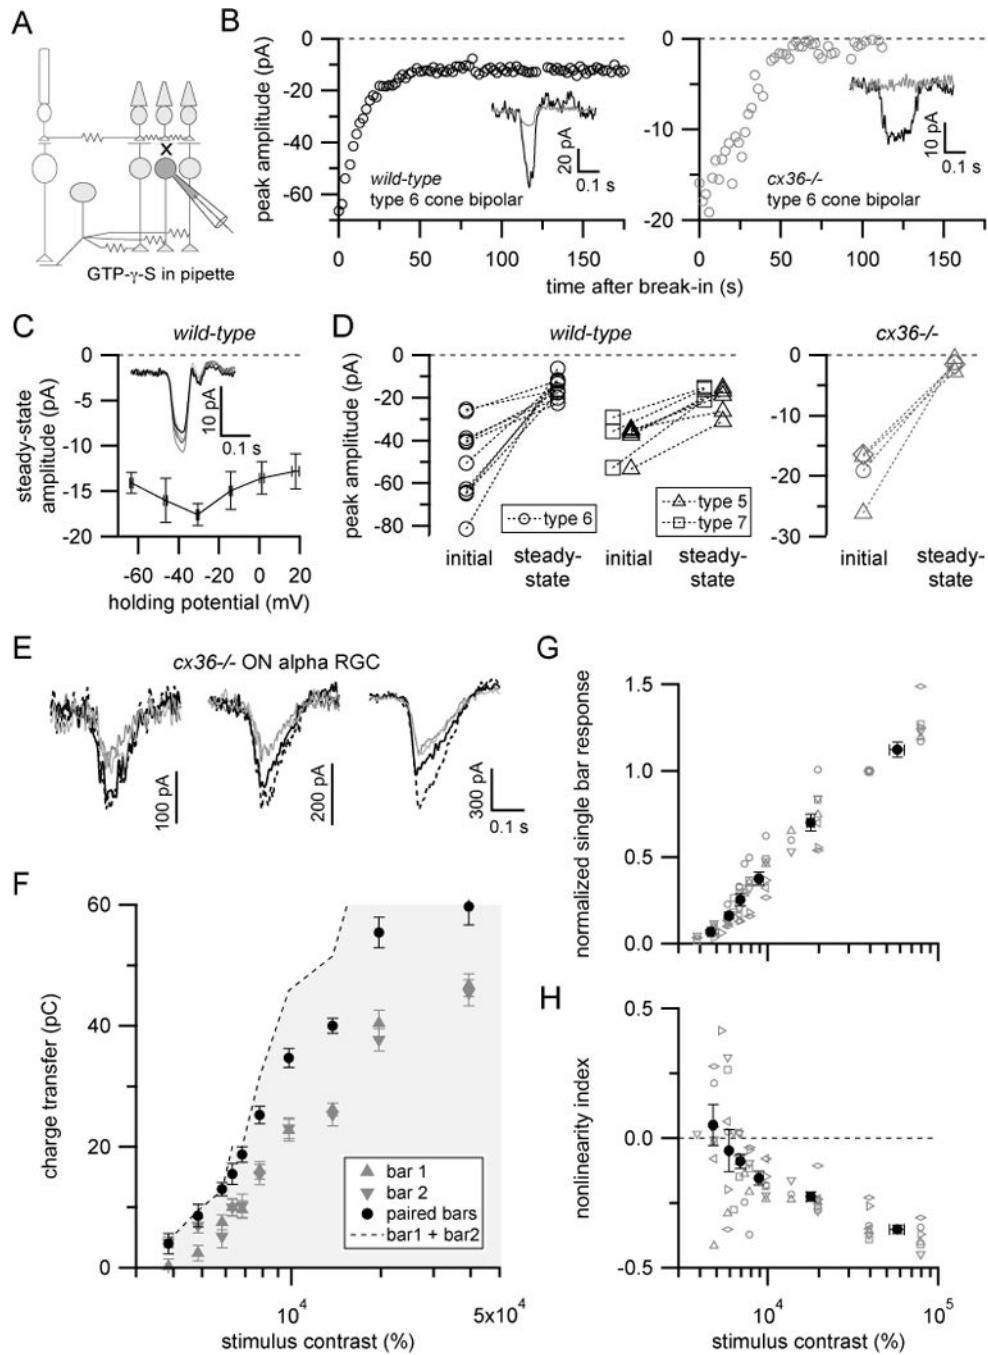 A
GTP-γ-S in pipette
B
peak amplitude (pA)
0
-20
-40
-60
0
50
100
150
wild-type
type 6 cone bipolar
20 pA
0.1 s
0
-10
-20
0
50
100
150
cx36-/-
type 6 cone bipolar
10 pA
0.1 s
time after break-in (s)
C
wild-type
steady-state
amplitude (pA)
0
-5
-10
-15
-20
10 pA
0.1 s
-60
-40
-20
0
20
holding potential (mV)
D
wild-type
cx36-/-
peak amplitude (pA)
0
-20
-40
-60
-80
type 6
type 5
type 7
initial
steady-
state
initial
steady-
state
0
-10
-20
-30
initial
steady-
state
E
cx36-/- ON alpha RGC
100 pA
200 pA
300 pA
0.1 s
F
charge transfer (pC)
60
40
20
0
bar 1
bar 2
paired bars
bar1 + bar2
10⁴
5x10⁴
stimulus contrast (%)
G
normalized single bar response
1.5
1.0
0.5
0.0
H
nonlinearity index
0.5
0.0
-0.5
10⁴
10⁵
stimulus contrast (%)